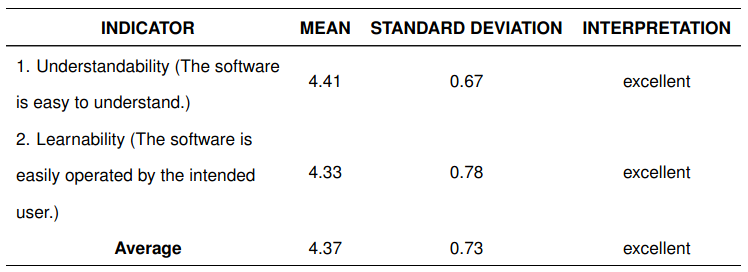 INDICATOR MEAN STANDARD DEVIATION INTERPRETATION
1. Understandability (The software
is easy to understand.)
4.41 0.67 excellent
2. Learnability (The software is
easily operated by the intended
user.)
4.33 0.78 excellent
Average 4.37 0.73 excellent